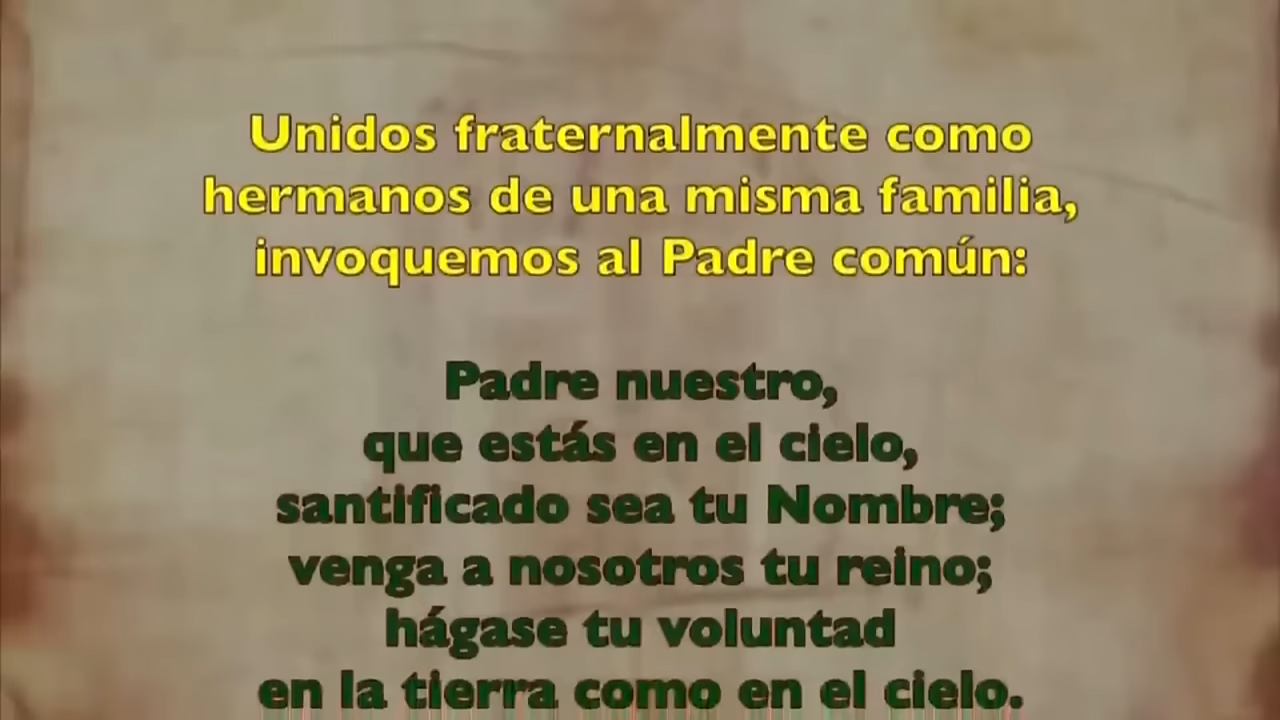 Unidos fraternalmente como
hermanos de una misma familia,
invoquemos al Padre común:
Padre nuestro,
que estás en el cielo,
santificado sea tu Nombre;
venga a nosotros tu reino;
hágase tu voluntad
en la tierra como en el cielo.